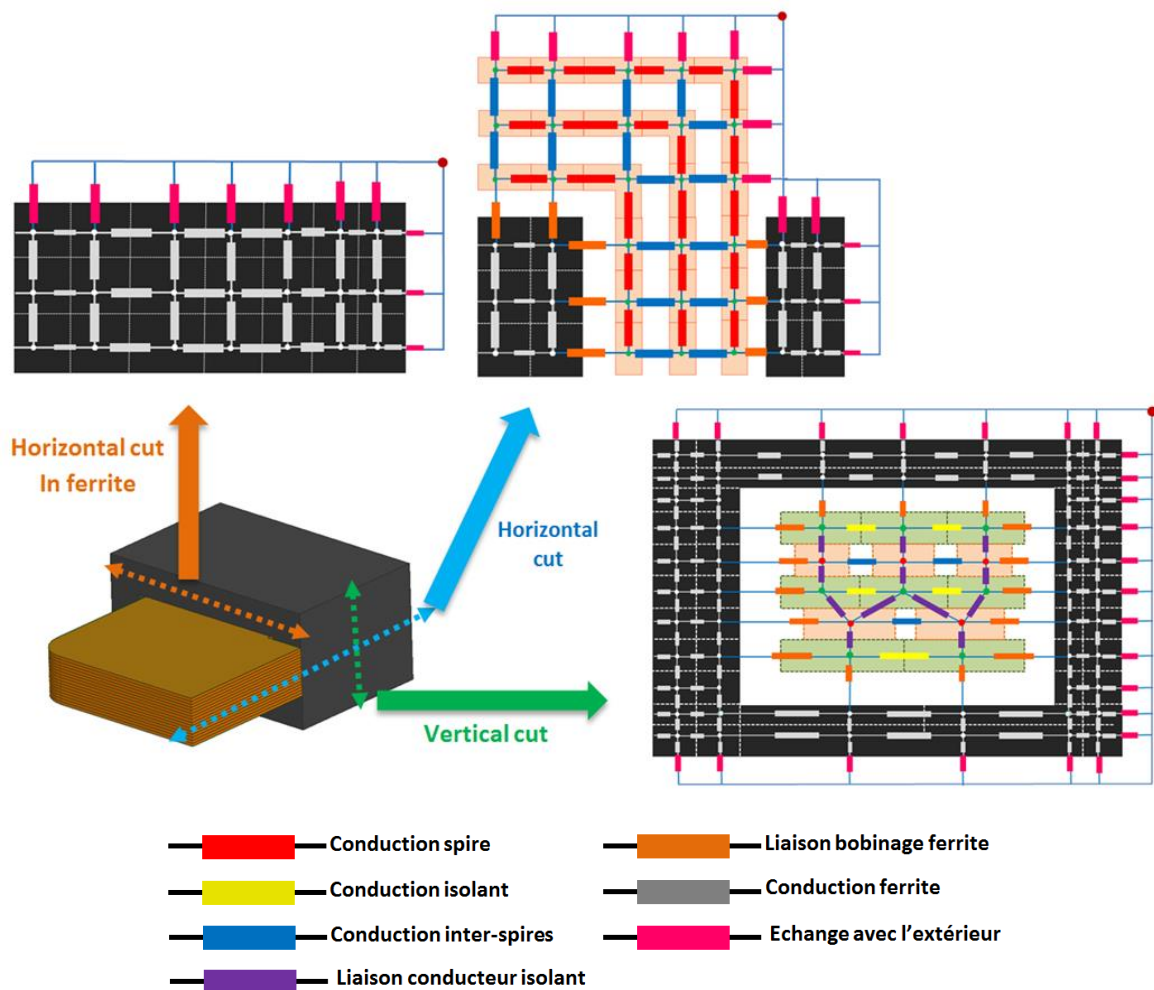 Horizontal cut
In ferrite
Horizontal
cut
Vertical cut
Conduction spire
Liaison bobinage ferrite
Conduction isolant
Conduction ferrite
Conduction inter-spires
Echange avec l’extérieur
Liaison conducteur isolant